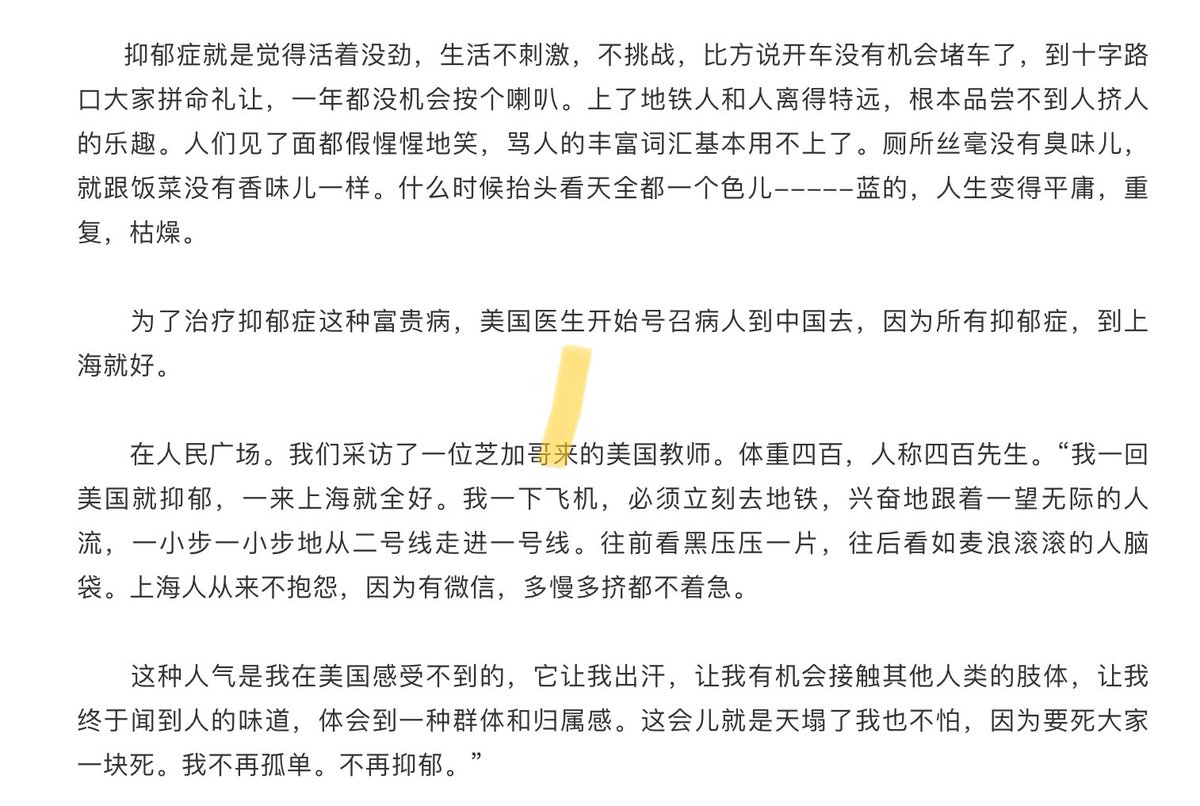 抑郁症就是觉得活着没劲，生活不刺激，不挑战，比方说开车没有机会堵车了，到十字路
口大家拼命礼让，一年都没机会按个喇叭。上了地铁人和人离得特远，根本品尝不到人挤人
的乐趣。人们见了面都假惺惺地笑，骂人的丰富词汇基本用不上了。厕所丝毫没有臭味儿，
就跟饭菜没有香味儿一样。什么时候抬头看天全都一个色儿-----蓝的，人生变得平庸，重
复，枯燥。
为了治疗抑郁症这种富贵病，美国医生开始号召病人到中国去，因为所有抑郁症，到上
海就好。
在人民广场。我们采访了一位芝加哥来的美国教师。体重四百，人称四百先生。“我一回
美国就抑郁，一来上海就全好。我一下飞机，必须立刻去地铁，兴奋地跟着一望无际的人
流，一小步一小步地从二号线走进一号线。往前看黑压压一片，往后看如麦浪滚滚的人脑
袋。上海人从来不抱怨，因为有微信，多慢多挤都不着急。
这种人气是我在美国感受不到的，它让我出汗，让我有机会接触其他人类的肢体，让我
终于闻到人的味道，体会到一种群体和归属感。这会儿就是天塌了我也不怕，因为要死大家
一块死。我不再孤单。不再抑郁。”